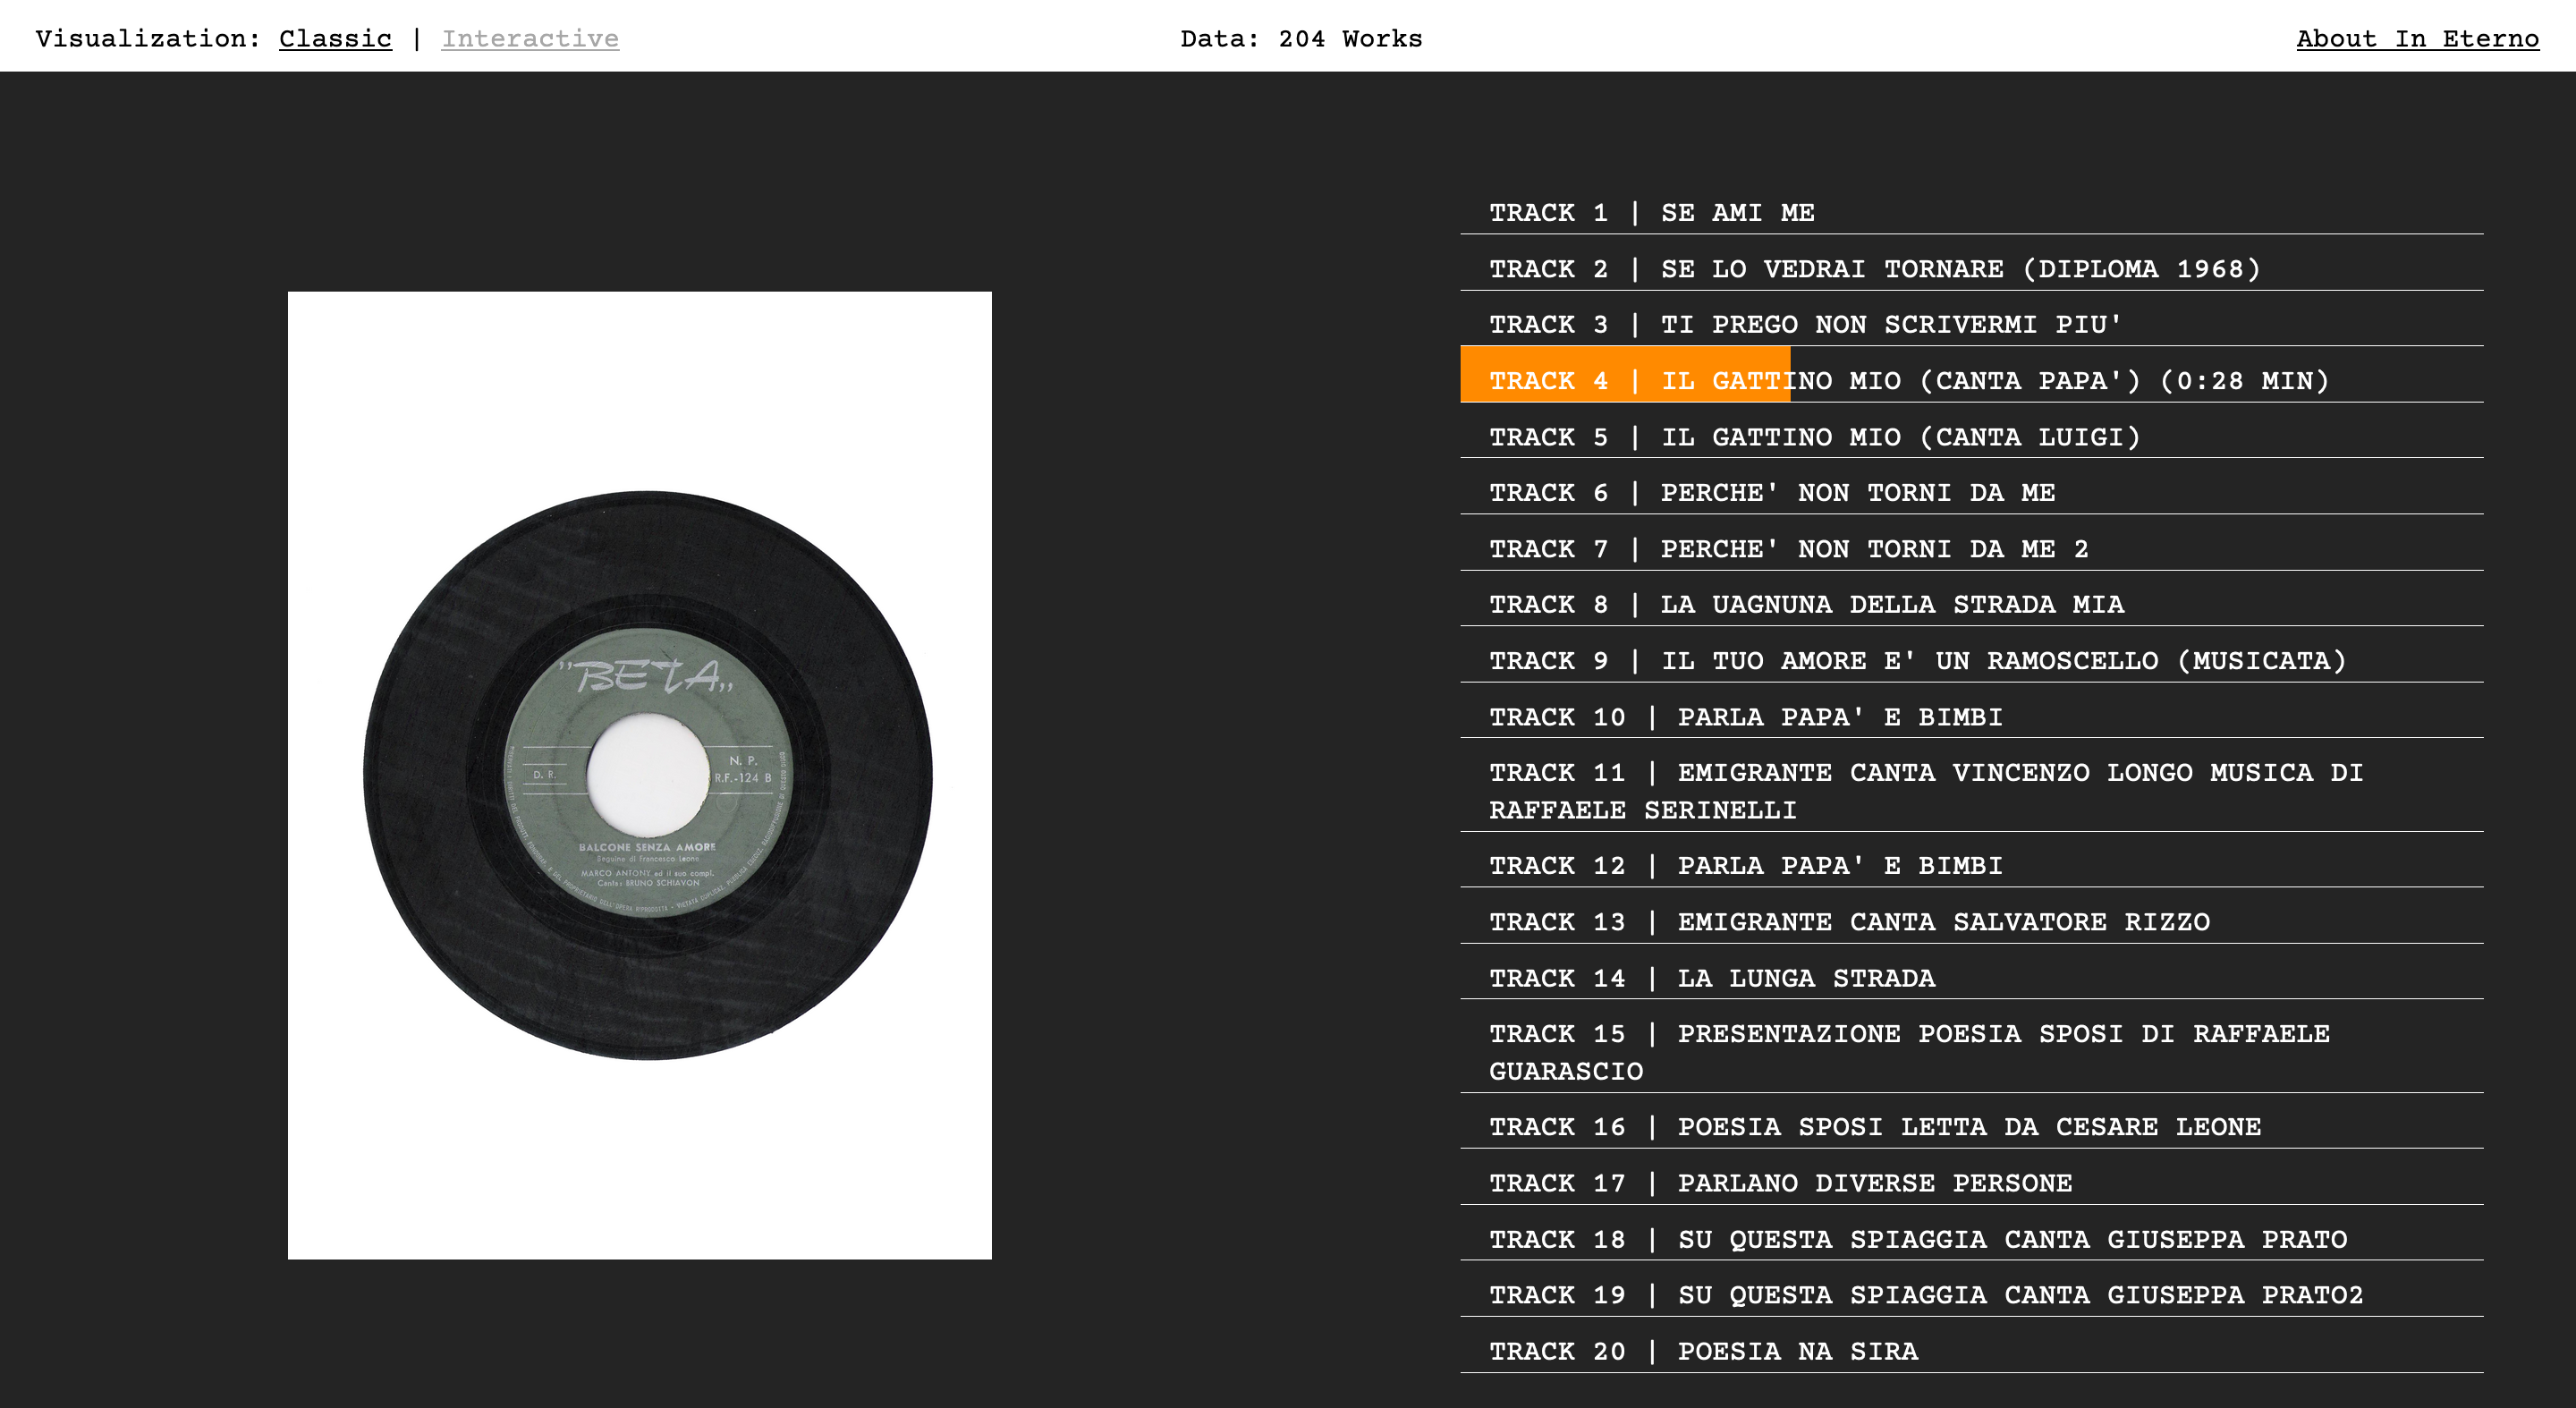 Visualization: Classic | Interactive
Data: 204 Works
About In Eterno
"BETA„
D. R.
N. P.
R.F.-124 B
BALCONE SENZA AMORE
Beguine di Francesco Leone
MARCO ANTONY ed il suo compl.
Canta: BRUNO SCHIAVON
TRACK 1 | SE AMI ME
TRACK 2 | SE LO VEDRAI TORNARE (DIPLOMA 1968)
TRACK 3 | TI PREGO NON SCRIVERMI PIU'
TRACK 4 | IL GATTINO MIO (CANTA PAPA') (0:28 MIN)
TRACK 5 | IL GATTINO MIO (CANTA LUIGI)
TRACK 6 | PERCHE' NON TORNI DA ME
TRACK 7 | PERCHE' NON TORNI DA ME 2
TRACK 8 | LA UAGNUNA DELLA STRADA MIA
TRACK 9 | IL TUO AMORE E' UN RAMOSCELLO (MUSICATA)
TRACK 10 | PARLA PAPA' E BIMBI
TRACK 11 | EMIGRANTE CANTA VINCENZO LONGO MUSICA DI
RAFFAELE SERINELLI
TRACK 12 | PARLA PAPA' E BIMBI
TRACK 13 | EMIGRANTE CANTA SALVATORE RIZZO
TRACK 14 | LA LUNGA STRADA
TRACK 15 | PRESENTAZIONE POESIA SPOSI DI RAFFAELE
GUARASCIO
TRACK 16 | POESIA SPOSI LETTA DA CESARE LEONE
TRACK 17 | PARLANO DIVERSE PERSONE
TRACK 18 | SU QUESTA SPIAGGIA CANTA GIUSEPPA PRATO
TRACK 19 | SU QUESTA SPIAGGIA CANTA GIUSEPPA PRATO2
TRACK 20 | POESIA NA SIRA